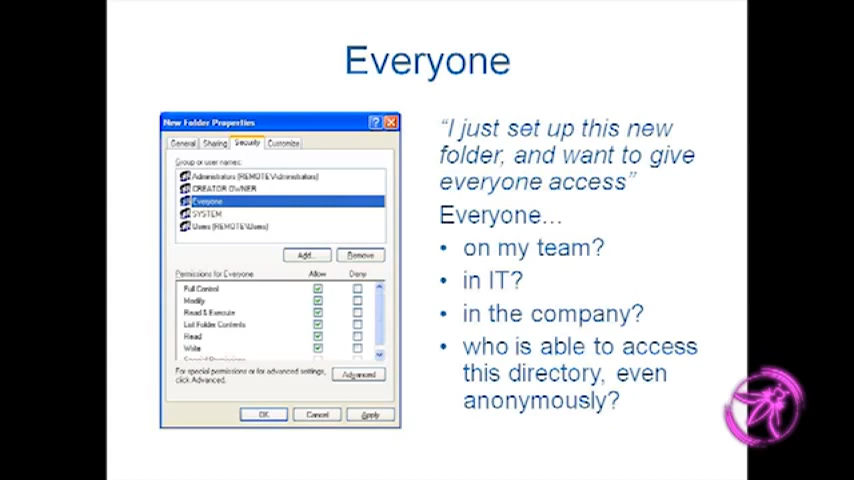 Everyone
New Folder Properties
General Sharing Security Customize
Group or user names:
Administrators (REMOTE\Administrators)
CREATOR OWNER
Everyone
SYSTEM
Users (REMOTE\Users)
Add... Remove
Permissions for Everyone Allow Deny
Full Control
Modify
Read & Execute
List Folder Contents
Read
Write
Special Permissions
For special permissions or for advanced settings,
click Advanced.
Advanced
OK Cancel Apply
“I just set up this new
folder, and want to give
everyone access”
Everyone...
• on my team?
• in IT?
• in the company?
• who is able to access
this directory, even
anonymously?